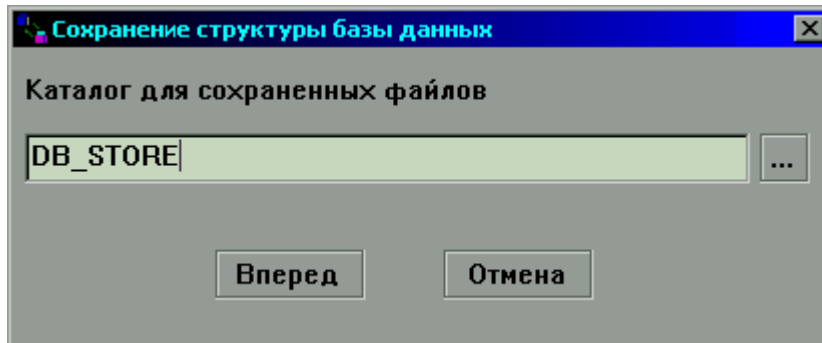 Сохранение структуры базы данных
Каталог для сохраненных файлов
DB_STORE
...
Вперед Отмена